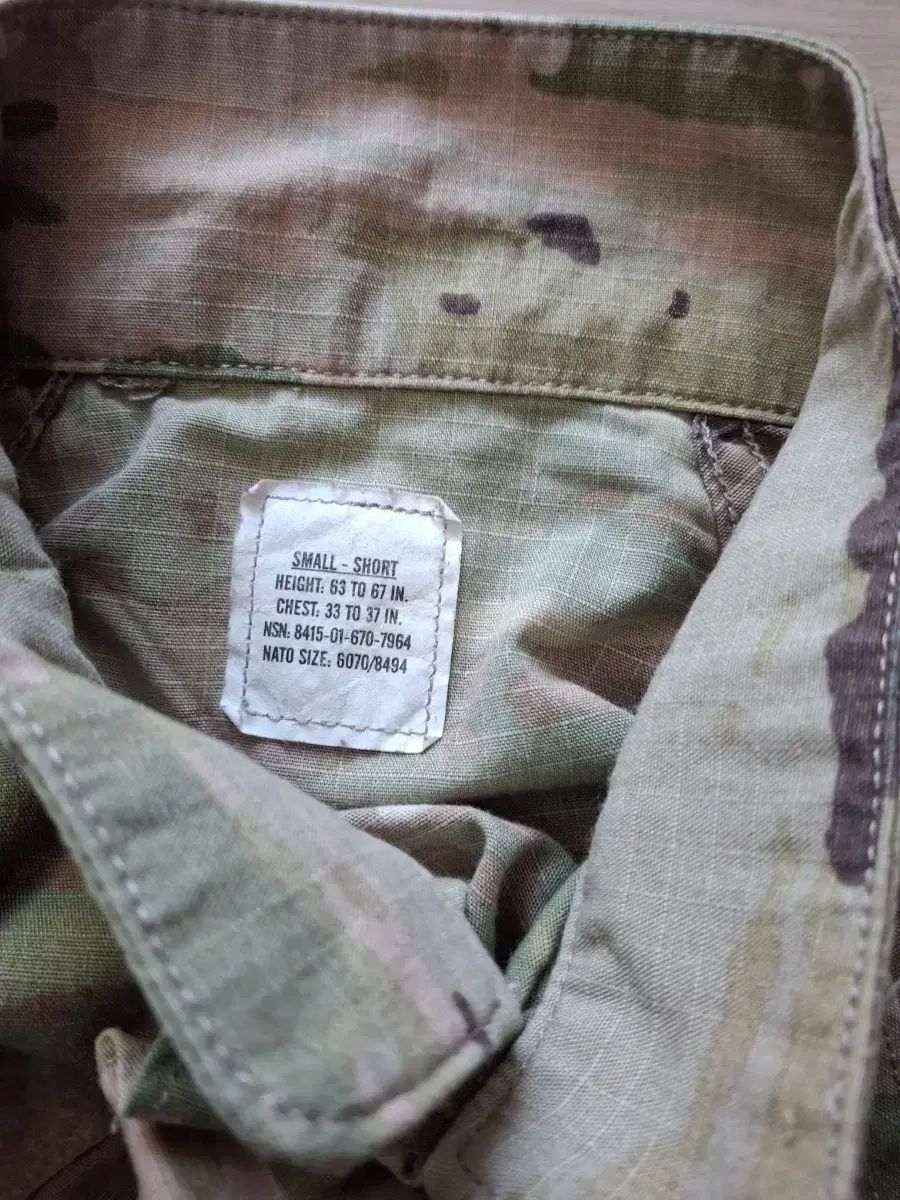 SMALL - SHORT
HEIGHT: 63 TO 67 IN.
CHEST: 33 TO 37 IN.
NSN: 8415-01-670-7964
NATO SIZE: 6070/8494